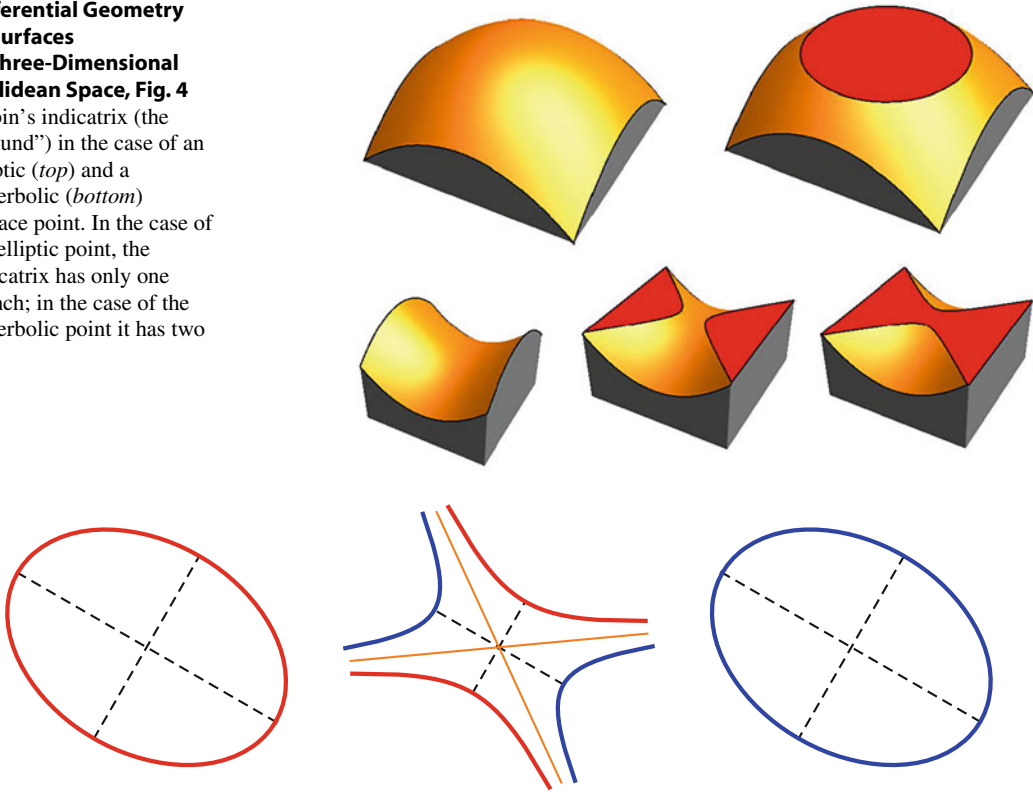 ferential Geometry
urfaces
hree-Dimensional
lidean Space, Fig. 4
pin’s indicatrix (the
ound”) in the case of an
ptic (top) and a
erbolic (bottom)
ace point. In the case of
elliptic point, the
icatrix has only one
nch; in the case of the
erbolic point it has two